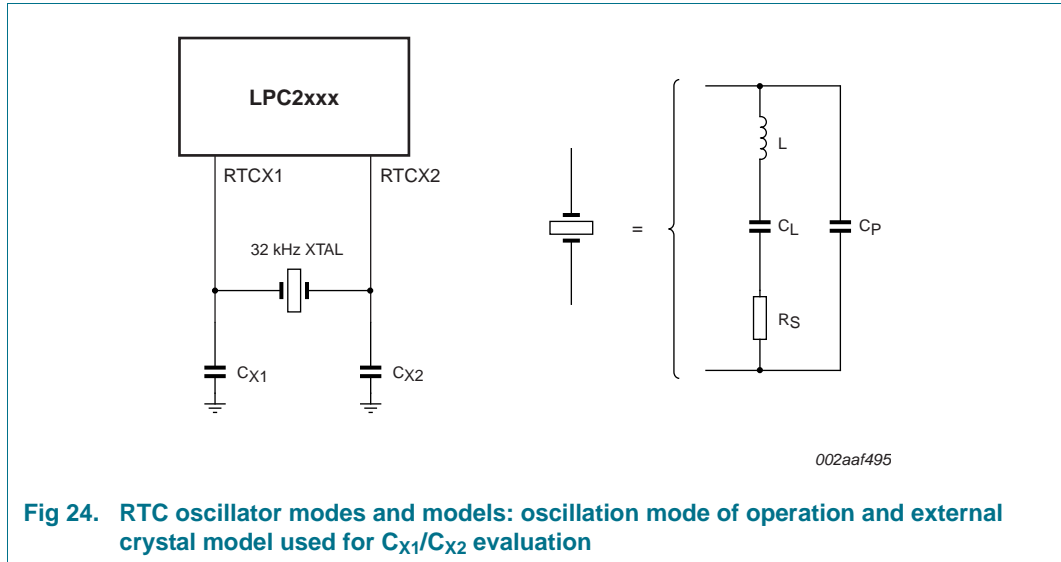 LPC2xxx
RTCX1
RTCX2
32 kHz XTAL
CX1
CX2
=
L
CL
CP
RS
002aaf495
Fig 24. RTC oscillator modes and models: oscillation mode of operation and external
crystal model used for CX1/CX2 evaluation